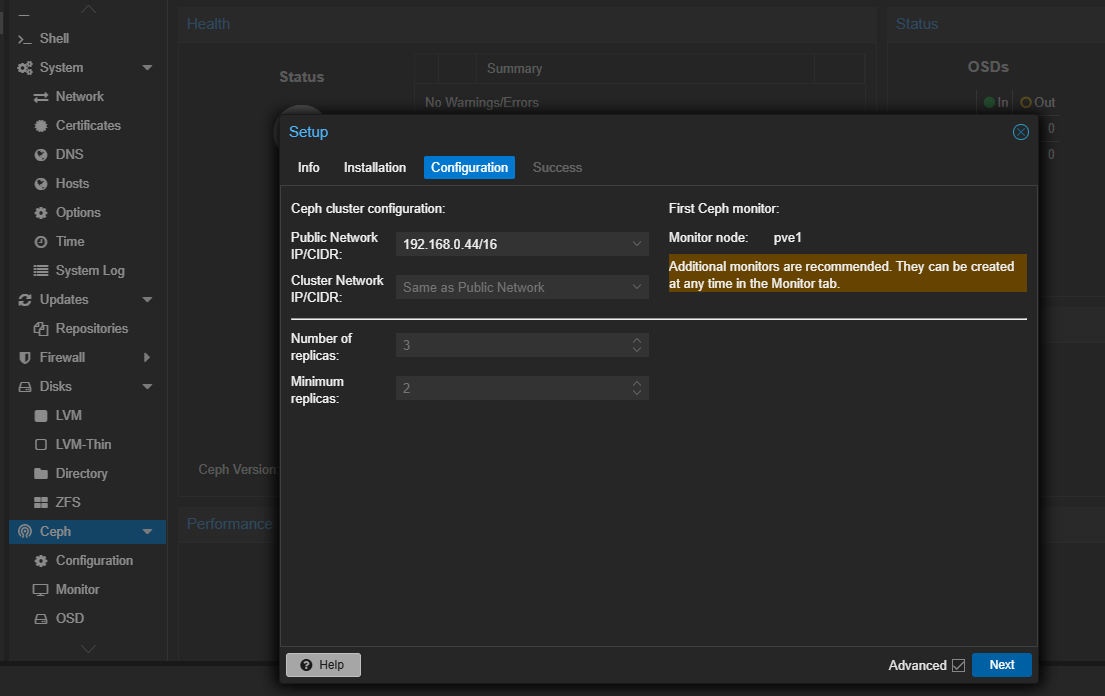 Shell
System
Network
Certificates
DNS
Hosts
Options
Time
System Log
Updates
Repositories
Firewall
Disks
LVM
LVM-Thin
Directory
ZFS
Ceph
Configuration
Monitor
OSD
Health
Status
Summary
No Warnings/Errors
Ceph Version:
Performance
Status
OSDs
In
Out
0
0
Setup
Info
Installation
Configuration
Success
Ceph cluster configuration:
Public Network
IP/CIDR:
192.168.0.44/16
Cluster Network
IP/CIDR:
Same as Public Network
Number of
replicas:
3
Minimum
replicas:
2
First Ceph monitor:
Monitor node: pve1
Additional monitors are recommended. They can be created
at any time in the Monitor tab.
Help
Advanced
Next